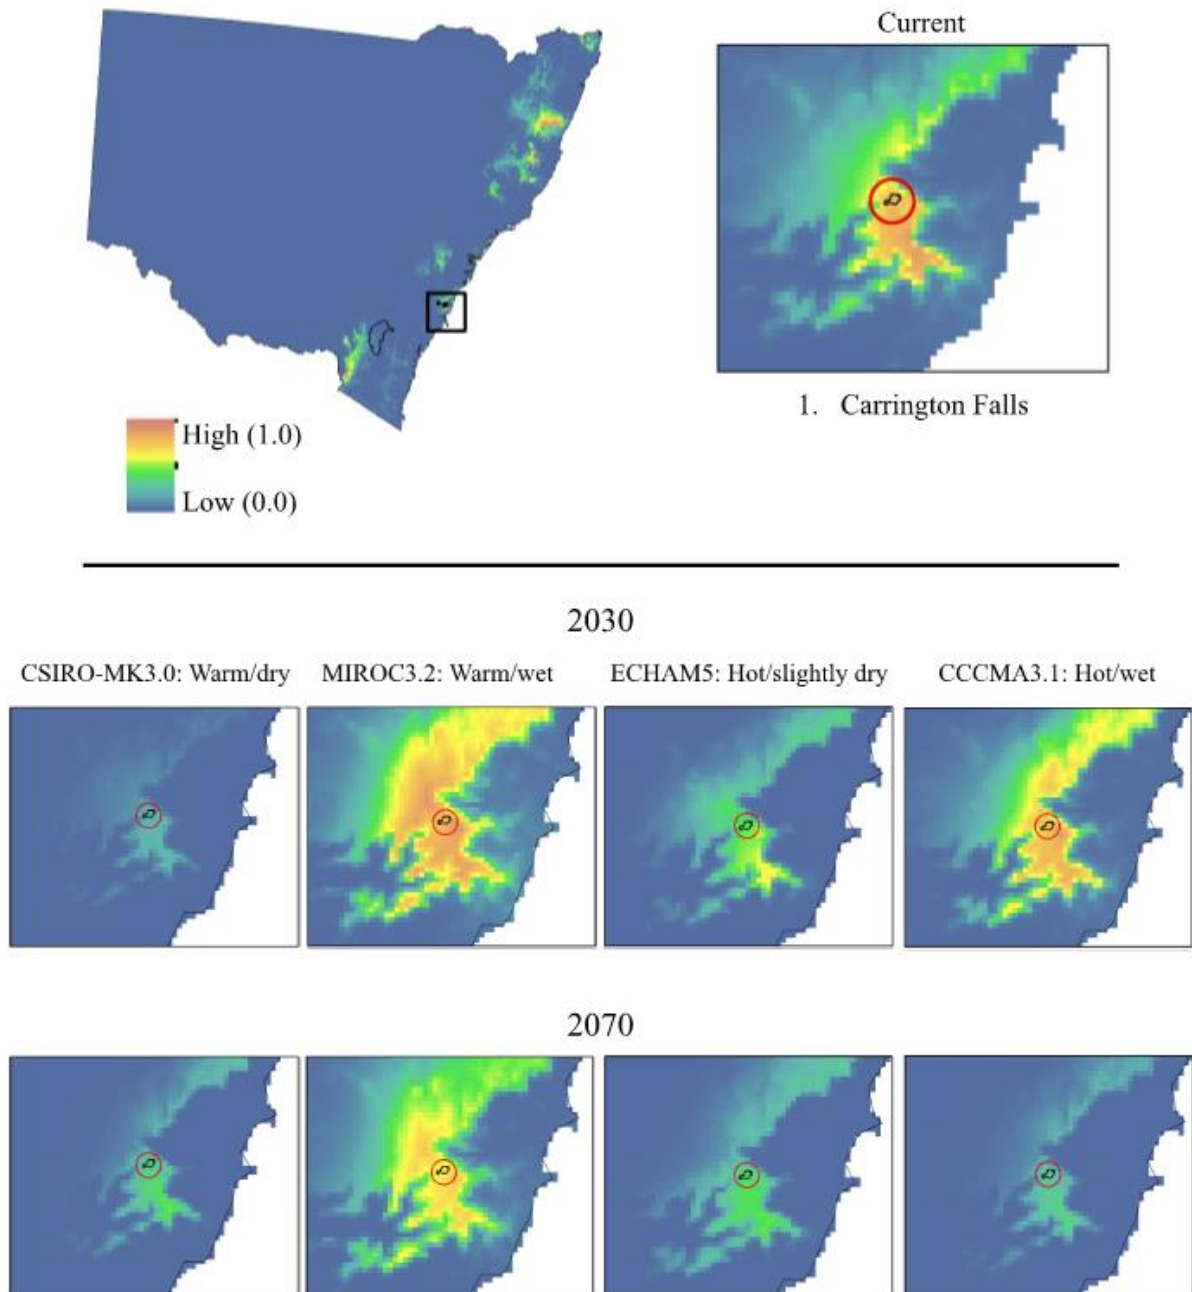 Current
1. Carrington Falls
High (1.0)
Low (0.0)
2030
CSIRO-MK3.0: Warm/dry MIROC3.2: Warm/wet ECHAM5: Hot/slightly dry CCCMA3.1: Hot/wet
2070